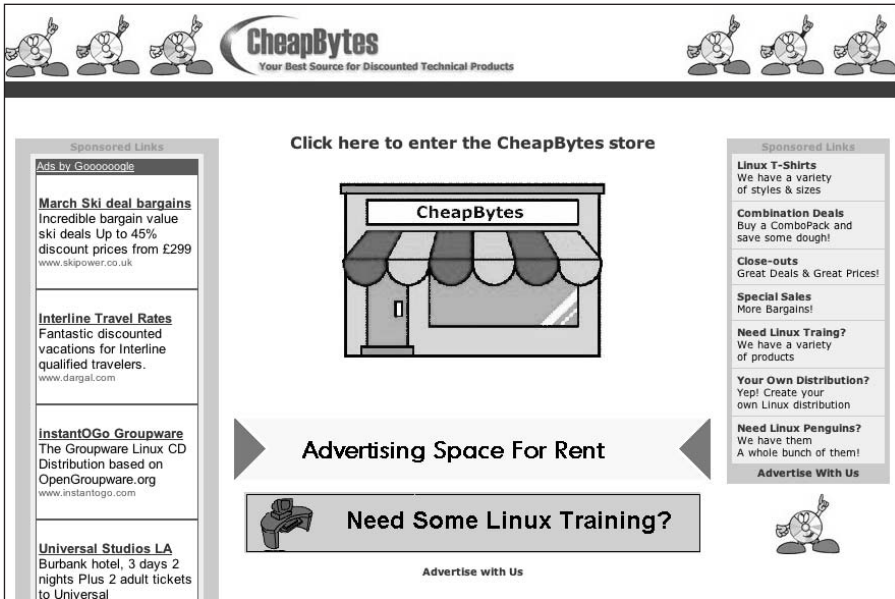 CheapBytes
Your Best Source for Discounted Technical Products
Sponsored Links
Ads by Goooooogle
March Ski deal bargains
Incredible bargain value
ski deals Up to 45%
discount prices from £299
www.skipower.co.uk
Interline Travel Rates
Fantastic discounted
vacations for Interline
qualified travelers.
www.dargal.com
instantOGo Groupware
The Groupware Linux CD
Distribution based on
OpenGroupware.org
www.instantogo.com
Universal Studios LA
Burbank hotel, 3 days 2
nights Plus 2 adult tickets
to Universal
Click here to enter the CheapBytes store
CheapBytes
Advertising Space For Rent
Need Some Linux Training?
Advertise with Us
Sponsored Links
Linux T-Shirts
We have a variety
of styles & sizes
Combination Deals
Buy a ComboPack and
save some dough!
Close-outs
Great Deals & Great Prices!
Special Sales
More Bargains!
Need Linux Traing?
We have a variety
of products
Your Own Distribution?
Yep! Create your
own Linux distribution
Need Linux Penguins?
We have them
A whole bunch of them!
Advertise With Us